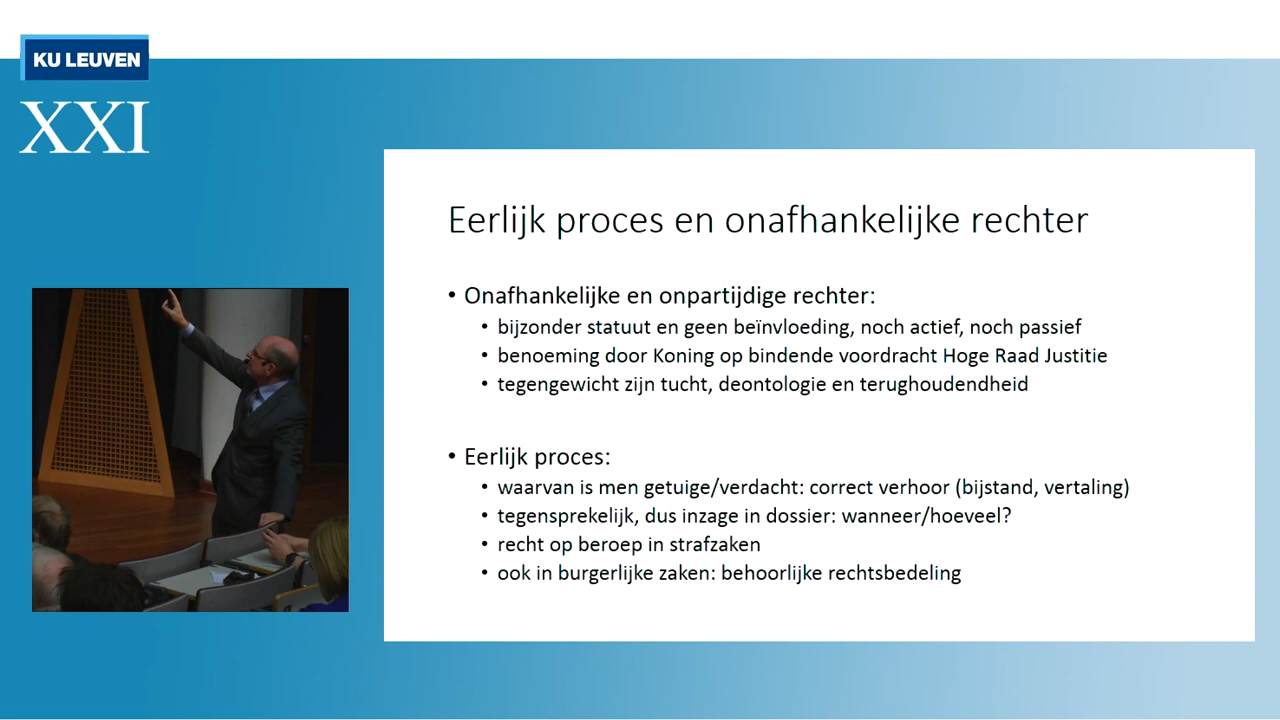 KU LEUVEN
XXI
Eerlijk proces en onafhankelijke rechter
• Onafhankelijke en onpartijdige rechter:
• bijzonder statuut en geen beïnvloeding, noch actief, noch passief
• benoeming door Koning op bindende voordracht Hoge Raad Justitie
• tegengewicht zijn tucht, deontologie en terughoudendheid
• Eerlijk proces:
• waarvan is men getuige/verdacht: correct verhoor (bijstand, vertaling)
• tegensprekelijk, dus inzage in dossier: wanneer/hoeveel?
• recht op beroep in strafzaken
• ook in burgerlijke zaken: behoorlijke rechtsbedeling